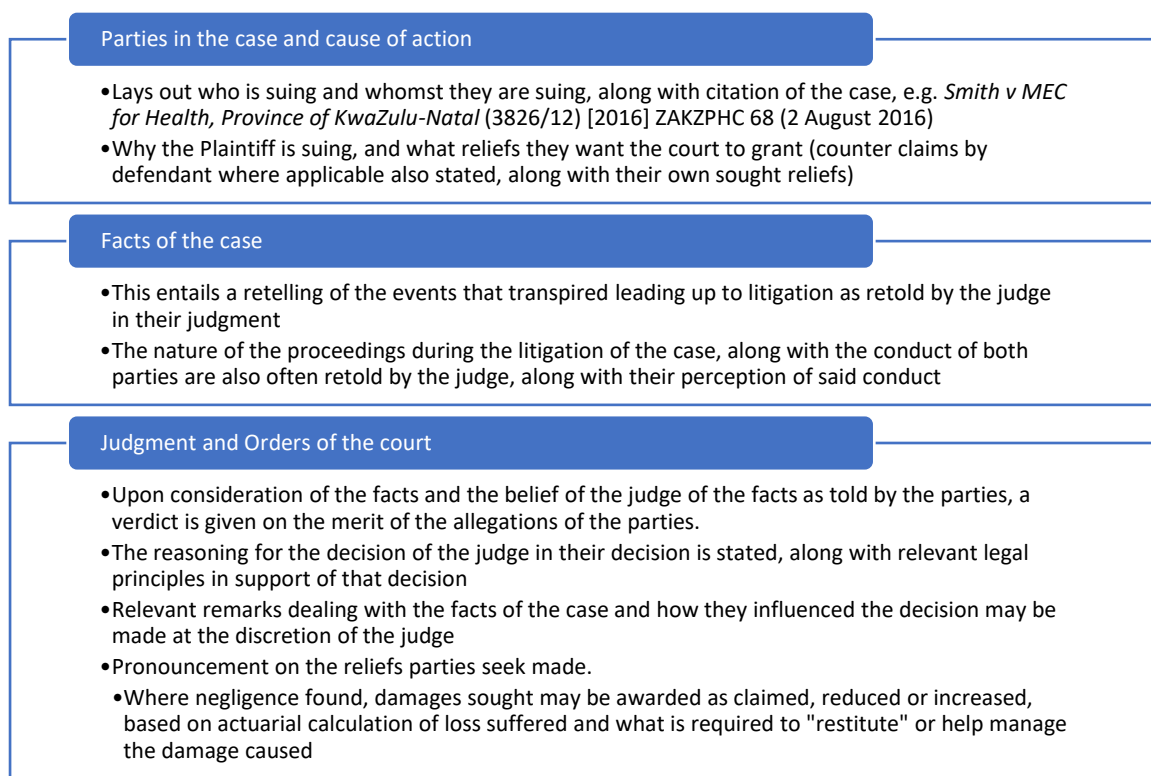 Parties in the case and cause of action
•Lays out who is suing and whomst they are suing, along with citation of the case, e.g. Smith v MEC
for Health, Province of KwaZulu-Natal (3826/12) [2016] ZAKZPHC 68 (2 August 2016)
•Why the Plaintiff is suing, and what reliefs they want the court to grant (counter claims by
defendant where applicable also stated, along with their own sought reliefs)
Facts of the case
•This entails a retelling of the events that transpired leading up to litigation as retold by the judge
in their judgment
•The nature of the proceedings during the litigation of the case, along with the conduct of both
parties are also often retold by the judge, along with their perception of said conduct
Judgment and Orders of the court
•Upon consideration of the facts and the belief of the judge of the facts as told by the parties, a
verdict is given on the merit of the allegations of the parties.
•The reasoning for the decision of the judge in their decision is stated, along with relevant legal
principles in support of that decision
•Relevant remarks dealing with the facts of the case and how they influenced the decision may be
made at the discretion of the judge
•Pronouncement on the reliefs parties seek made.
•Where negligence found, damages sought may be awarded as claimed, reduced or increased,
based on actuarial calculation of loss suffered and what is required to "restitute" or help manage
the damage caused